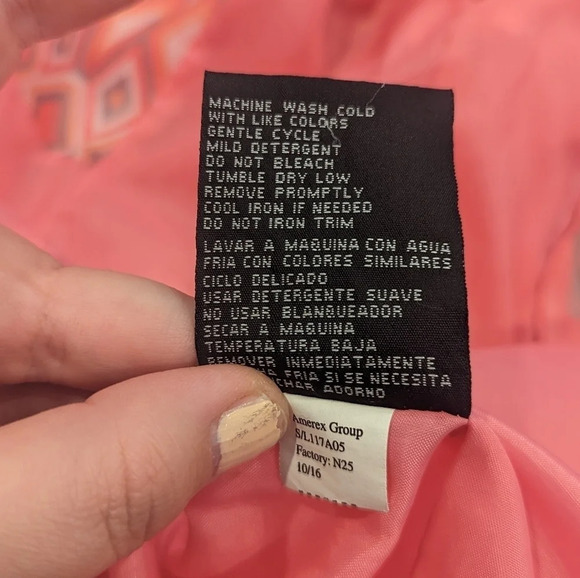 MACHINE WASH COLD
WITH LIKE COLORS
GENTLE CYCLE
MILD DETERGENT
DO NOT BLEACH
TUMBLE DRY LOW
REMOVE PROMPTLY
COOL IRON IF NEEDED
DO NOT IRON TRIM
LAVAR A MAQUINA CON AGUA
FRIA CON COLORES SIMILARES
CICLO DELICADO
USAR DETERGENTE SUAVE
NO USAR BLANQUEADOR
SECAR A MAQUINA
TEMPERATURA BAJA
REMOVER INMEDIATAMENTE
FRIA SI SE NECESITA
ADORNO
Amerex Group
S/L117A05
Factory: N25
10/16